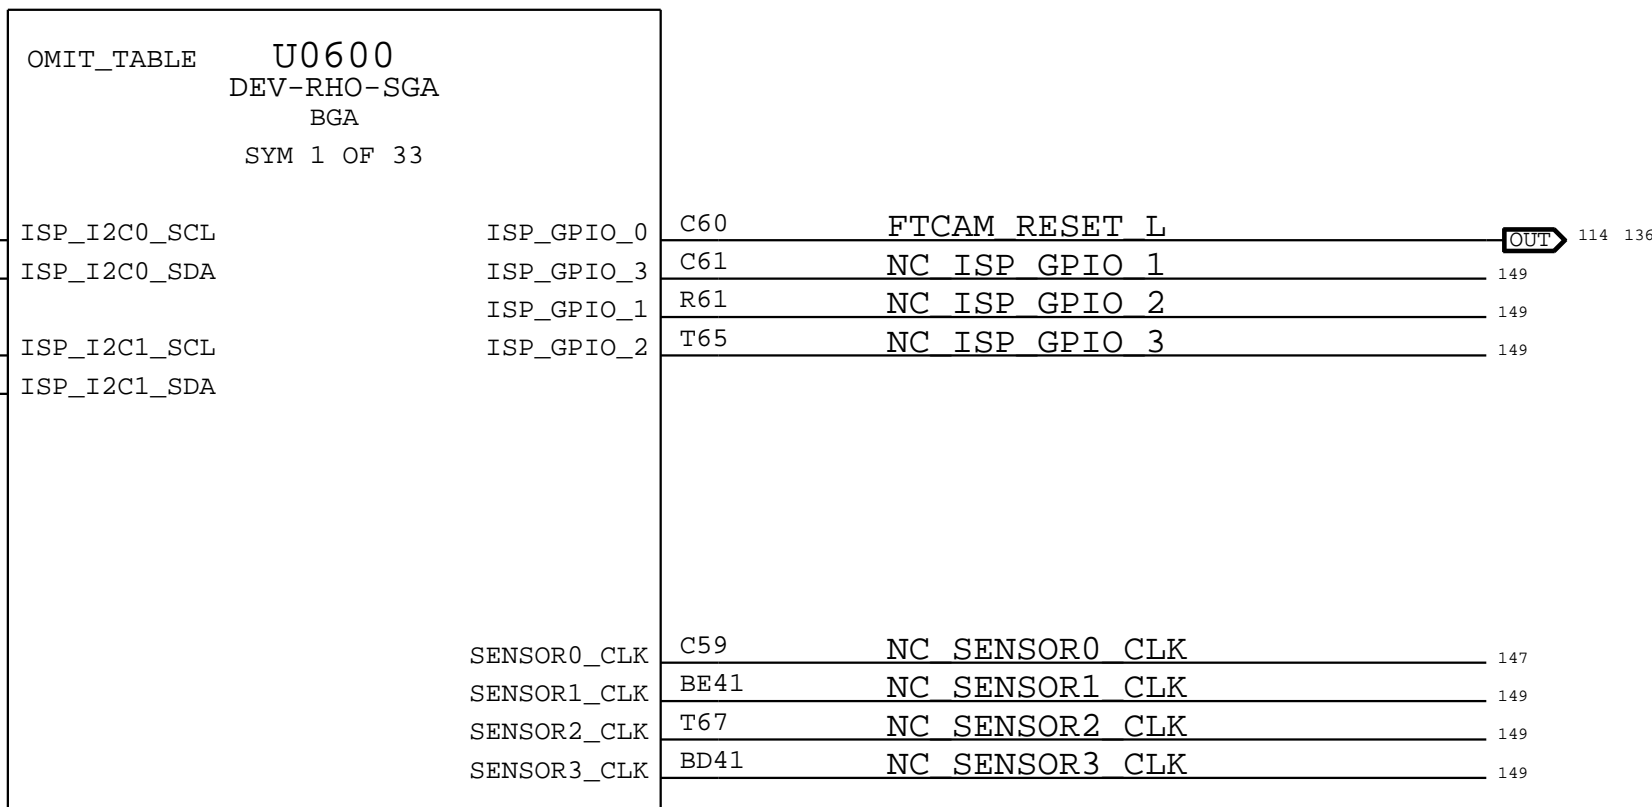 OMIT_TABLE U0600
DEV-RHO-SGA
BGA
SYM 1 OF 33
ISP_I2C0_SCL ISP_GPIO_0 C60 FTCAM_RESET_L OUT 114 136
ISP_I2C0_SDA ISP_GPIO_3 C61 NC_ISP_GPIO_1 149
ISP_GPIO_1 R61 NC_ISP_GPIO_2 149
ISP_I2C1_SCL ISP_GPIO_2 T65 NC_ISP_GPIO_3 149
ISP_I2C1_SDA
SENSOR0_CLK C59 NC_SENSOR0_CLK 147
SENSOR1_CLK BE41 NC_SENSOR1_CLK 149
SENSOR2_CLK T67 NC_SENSOR2_CLK 149
SENSOR3_CLK BD41 NC_SENSOR3_CLK 149